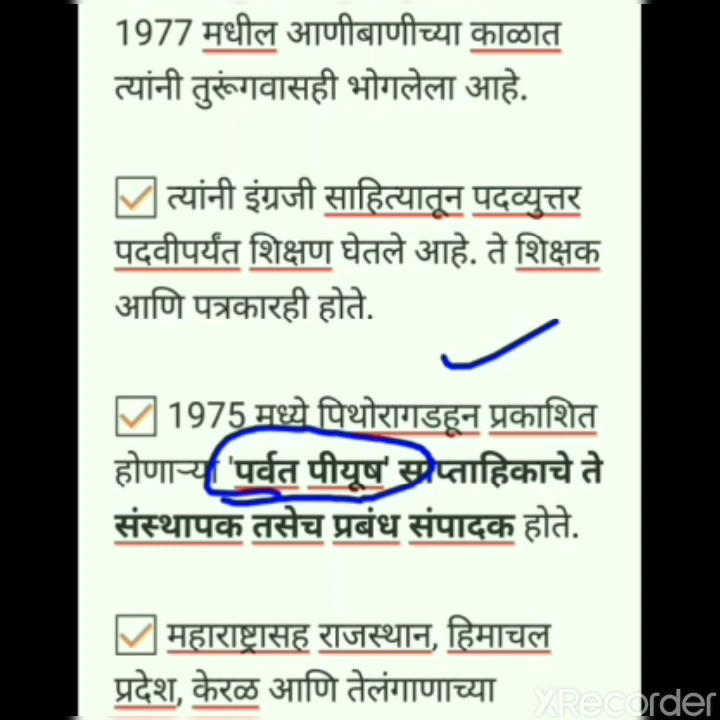 1977 मधील आणीबाणीच्या काळात
त्यांनी तुरूंगवासही भोगलेला आहे.
त्यांनी इंग्रजी साहित्यातून पदव्युत्तर
पदवीपर्यंत शिक्षण घेतले आहे. ते शिक्षक
आणि पत्रकारही होते.
1975 मध्ये पिथोरागडहून प्रकाशित
होणाऱ्या 'पर्वत पीयूष' साप्ताहिकाचे ते
संस्थापक तसेच प्रबंध संपादक होते.
महाराष्ट्रासह राजस्थान, हिमाचल
प्रदेश, केरळ आणि तेलंगाणाच्या
XRecorder